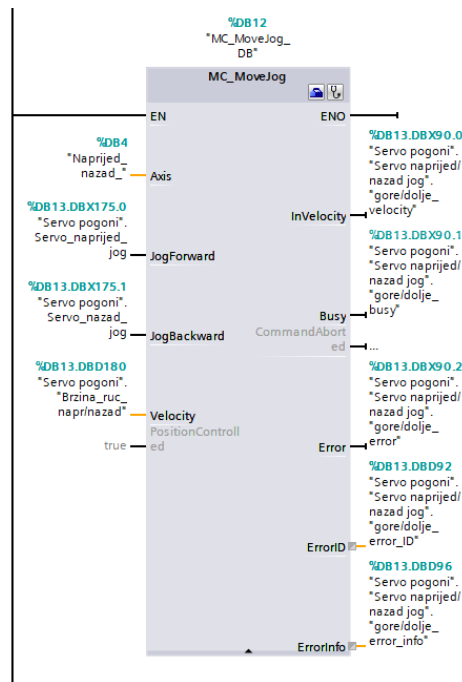 %DB12
"MC_MoveJog_
DB"
MC_MoveJog
EN
ENO
%DB4
"Naprijed_
nazad_"
Axis
%DB13.DBX175.0
"Servo pogoni".
Servo_naprijed_
jog
JogForward
%DB13.DBX175.1
"Servo pogoni".
Servo_nazad_
jog
JogBackward
%DB13.DBD180
"Servo pogoni".
"Brzina_ruc_
napr/nazad"
Velocity
PositionControll
ed
true
%DB13.DBX90.0
"Servo pogoni".
"Servo naprijed/
nazad jog".
"gore/dolje_
velocity"
InVelocity
%DB13.DBX90.1
"Servo pogoni".
"Servo naprijed/
nazad jog".
"gore/dolje_
busy"
Busy
CommandAbort
ed
...
%DB13.DBX90.2
"Servo pogoni".
"Servo naprijed/
nazad jog".
"gore/dolje_
error"
Error
%DB13.DBD92
"Servo pogoni".
"Servo naprijed/
nazad jog".
"gore/dolje_
error_ID"
ErrorID
%DB13.DBD96
"Servo pogoni".
"Servo naprijed/
nazad jog".
"gore/dolje_
error_info"
ErrorInfo